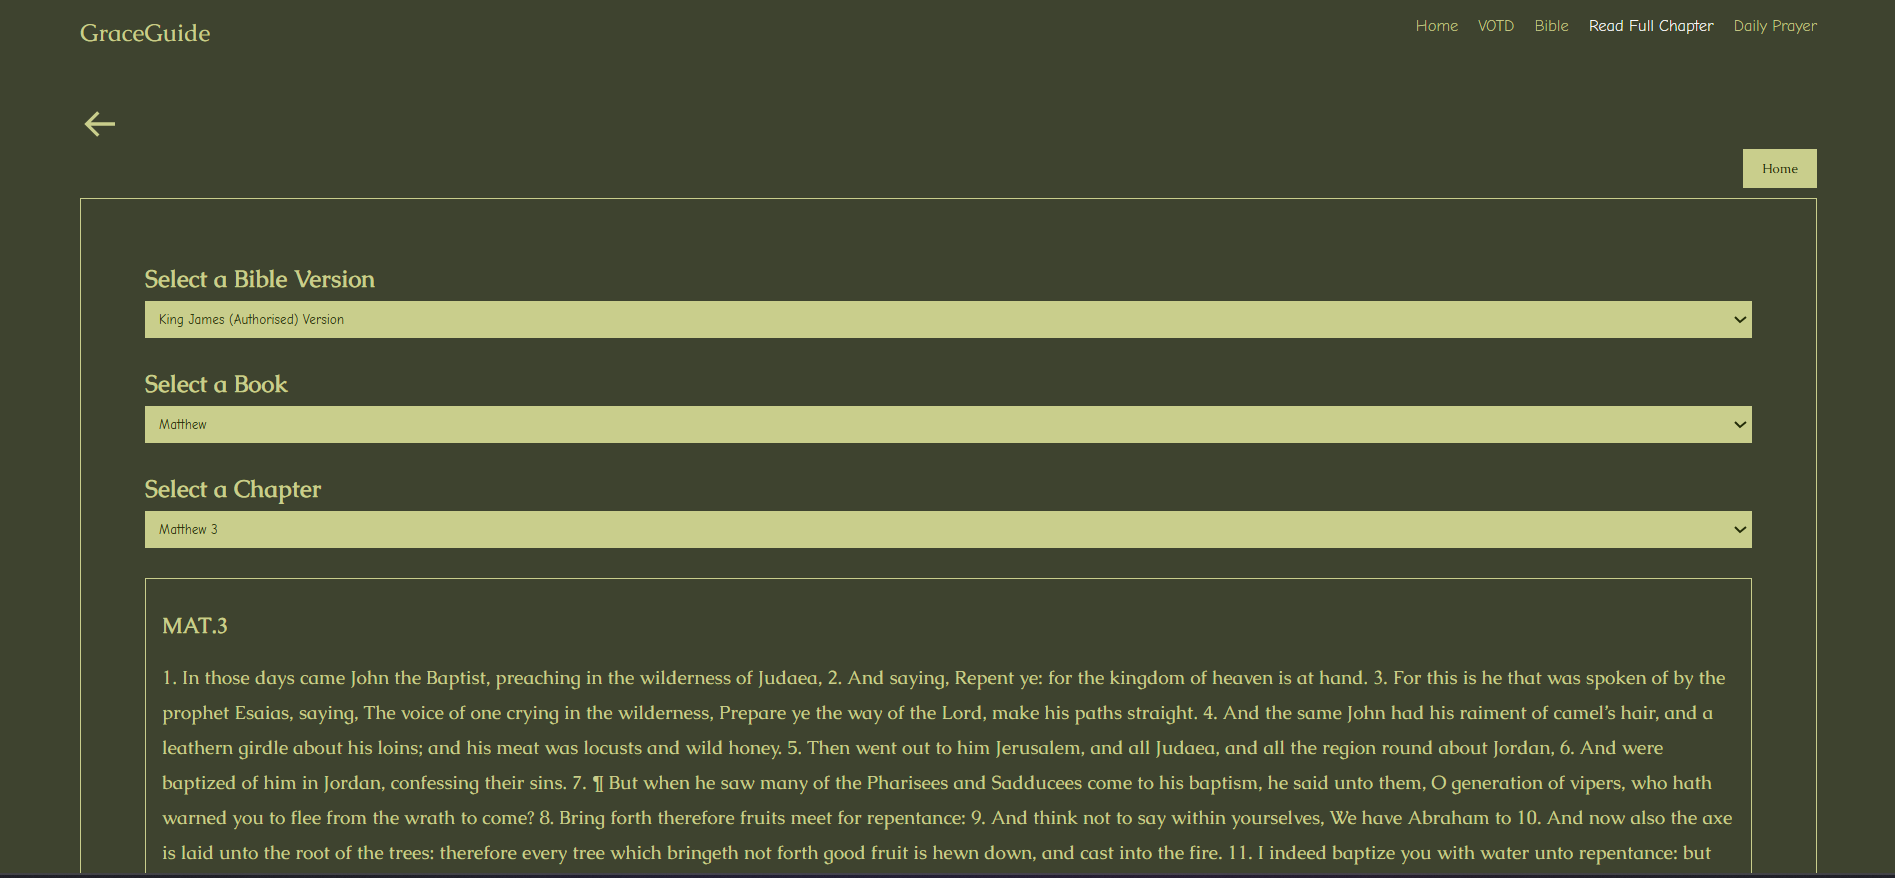 GraceGuide
Home VOTD Bible Read Full Chapter Daily Prayer
Home
Select a Bible Version
King James (Authorised) Version
Select a Book
Matthew
Select a Chapter
Matthew 3
MAT.3
1. In those days came John the Baptist, preaching in the wilderness of Judaea, 2. And saying, Repent ye: for the kingdom of heaven is at hand. 3. For this is he that was spoken of by the
prophet Esaias, saying, The voice of one crying in the wilderness, Prepare ye the way of the Lord, make his paths straight. 4. And the same John had his raiment of camel’s hair, and a
leathern girdle about his loins; and his meat was locusts and wild honey. 5. Then went out to him Jerusalem, and all Judaea, and all the region round about Jordan, 6. And were
baptized of him in Jordan, confessing their sins. 7. ¶ But when he saw many of the Pharisees and Sadducees come to his baptism, he said unto them, O generation of vipers, who hath
warned you to flee from the wrath to come? 8. Bring forth therefore fruits meet for repentance: 9. And think not to say within yourselves, We have Abraham to 10. And now also the axe
is laid unto the root of the trees: therefore every tree which bringeth not forth good fruit is hewn down, and cast into the fire. 11. I indeed baptize you with water unto repentance: but